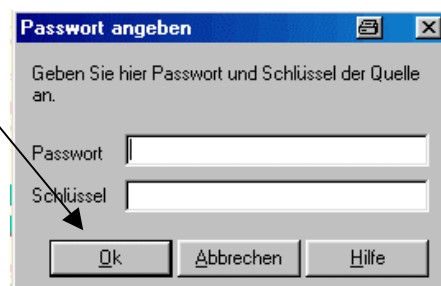 Passwort angeben
Geben Sie hier Passwort und Schlüssel der Quelle
an.
Passwort
Schlüssel
Ok Abbrechen Hilfe